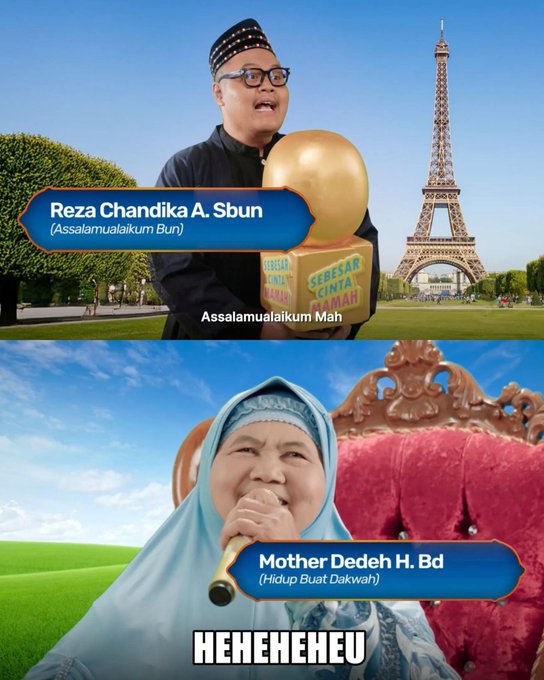 Reza Chandika A. Sbun
(Assalamualaikum Bun)
SEBESAR
CINTA
MAMAH
SEBESAR
CINTA
MAMAH
Assalamualaikum Mah
Mother Dedeh H. Bd
(Hidup Buat Dakwah)
HEHEHEHEU